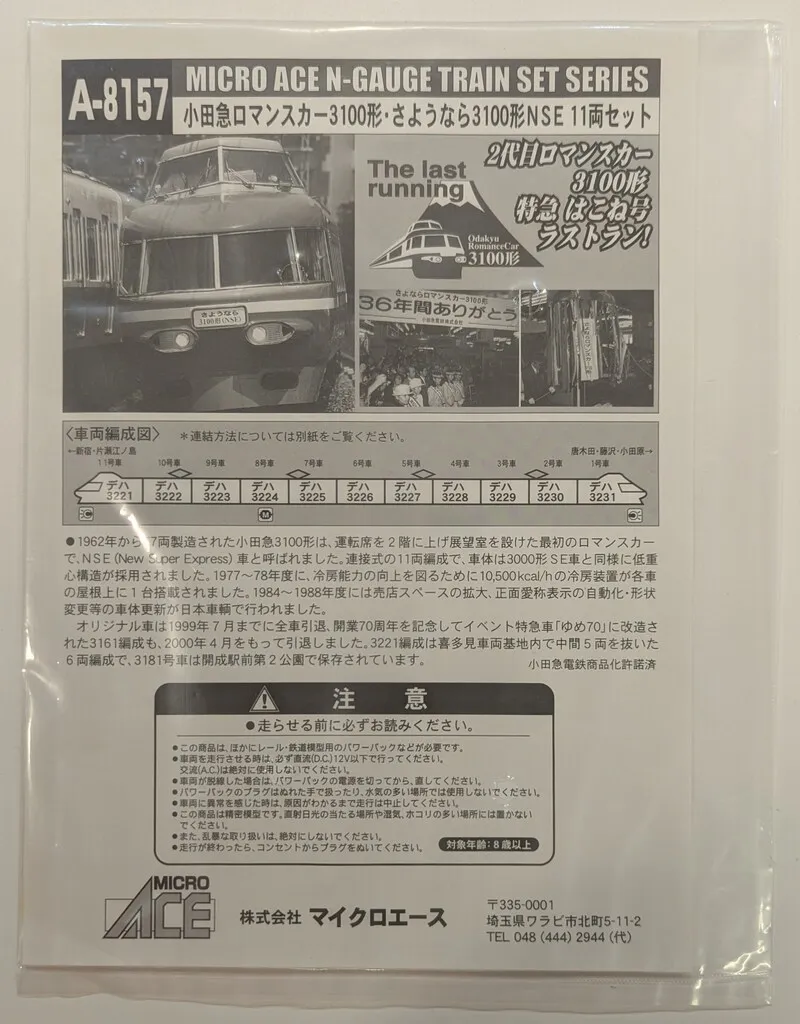 A-8157
MICRO ACE N-GAUGE TRAIN SET SERIES
小田急ロマンスカー3100形・さようなら3100形NSE 11両セット
The last
running
2代目ロマンスカー
3100形
特急 はこね号
ラストラン!
Odakyu
RomanceCar
3100形
さようなら
3100形(NSE)
さよならロマンスカー3100形
36年間ありがとう
小田急電鉄株式会社
〈車両編成図〉 *連結方法については別紙をご覧ください。
←新宿・片瀬江ノ島 唐木田・藤沢・小田原→
11号車 10号車 9号車 8号車 7号車 6号車 5号車 4号車 3号車 2号車 1号車
デハ デハ デハ デハ デハ デハ デハ デハ デハ デハ デハ
3221 3222 3223 3224 3225 3226 3227 3228 3229 3230 3231
M
●1962年から7両製造された小田急3100形は、運転席を2階に上げ展望室を設けた最初のロマンスカー
で、NSE(New Super Express)車と呼ばれました。連接式の11両編成で、車体は3000形SE車と同様に低重
心構造が採用されました。1977〜78年度に、冷房能力の向上を図るために10,500kcal/hの冷房装置が各車
の屋根上に1台搭載されました。1984〜1988年度には売店スペースの拡大、正面愛称表示の自動化・形状
変更等の車体更新が日本車輌で行われました。
オリジナル車は1999年7月までに全車引退、開業70周年を記念してイベント特急車「ゆめ70」に改造さ
れた3161編成も、2000年4月をもって引退しました。3221編成は喜多見車両基地内で中間5両を抜いた
6両編成で、3181号車は開成駅前第2公園で保存されています。
小田急電鉄商品化許諾済
注意
●走らせる前に必ずお読みください。
●この商品は、ほかにレール・鉄道模型用のパワーパックなどが必要です。
●車両を走行させる時は、必ず直流(D.C.)12V以下で行ってください。
交流(A.C.)は絶対に使用しないでください。
●車両が脱線した場合は、パワーパックの電源を切ってから、直してください。
●パワーパックのプラグはぬれた手で扱ったり、水気の多い場所では使用しないでください。
●車両に異常を感じた時は、原因がわかるまで走行は中止してください。
●この商品は精密模型です。直射日光の当たる場所や湿気、ホコリの多い場所には置かない
でください。
●また、乱暴な取り扱いは、絶対にしないでください。
●走行が終わったら、コンセントからプラグをぬいてください。
対象年齢:8歳以上
MICRO
ACE
株式会社 マイクロエース
〒335-0001
埼玉県ワラビ市北町5-11-2
TEL 048 (444) 2944 (代)